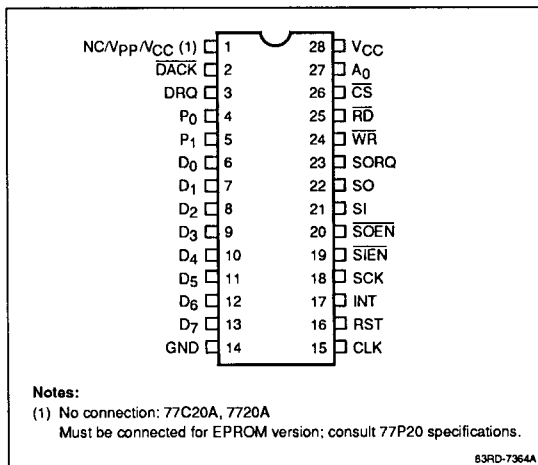 NC/VPP/VCC (1) 1 28 VCC
DACK 2 27 A0
DRQ 3 26 CS
P0 4 25 RD
P1 5 24 WR
D0 6 23 SORQ
D1 7 22 SO
D2 8 21 SI
D3 9 20 SOEN
D4 10 19 SIEN
D5 11 18 SCK
D6 12 17 INT
D7 13 16 RST
GND 14 15 CLK
Notes:
(1) No connection: 77C20A, 7720A
Must be connected for EPROM version; consult 77P20 specifications.
83RD-7364A